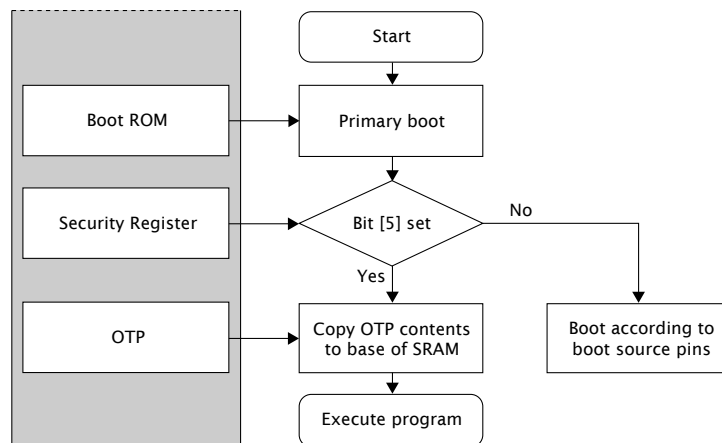 Start
Boot ROM
Primary boot
Security Register
Bit [5] set
No
Yes
OTP
Copy OTP contents
to base of SRAM
Boot according to
boot source pins
Execute program